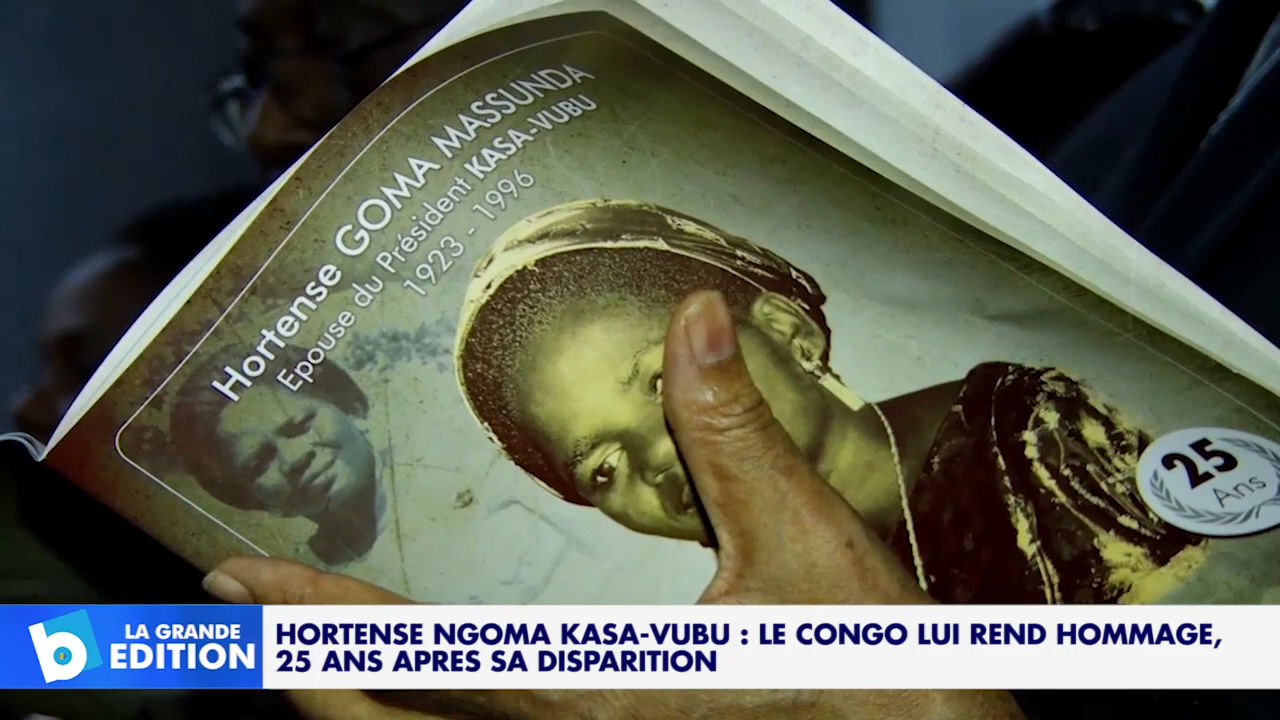 Hortense GOMA MASSUNDA
Epouse du Président KASA-VUBU
1923 - 1996
25
Ans
b LA GRANDE
EDITION
HORTENSE NGOMA KASA-VUBU : LE CONGO LUI REND HOMMAGE,
25 ANS APRES SA DISPARITION